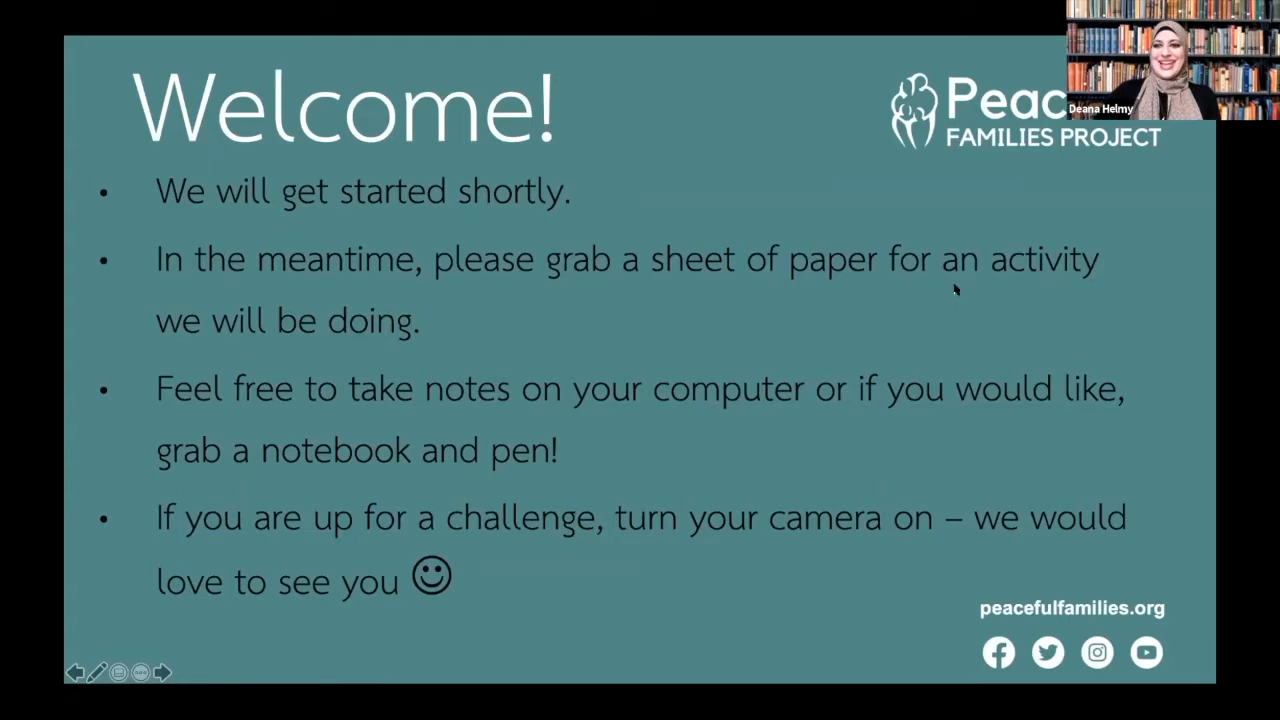 Welcome!
Peac
FAMILIES PROJECT
Deana Helmy
• We will get started shortly.
• In the meantime, please grab a sheet of paper for an activity
we will be doing.
• Feel free to take notes on your computer or if you would like,
grab a notebook and pen!
• If you are up for a challenge, turn your camera on – we would
love to see you ☺
peacefulfamilies.org